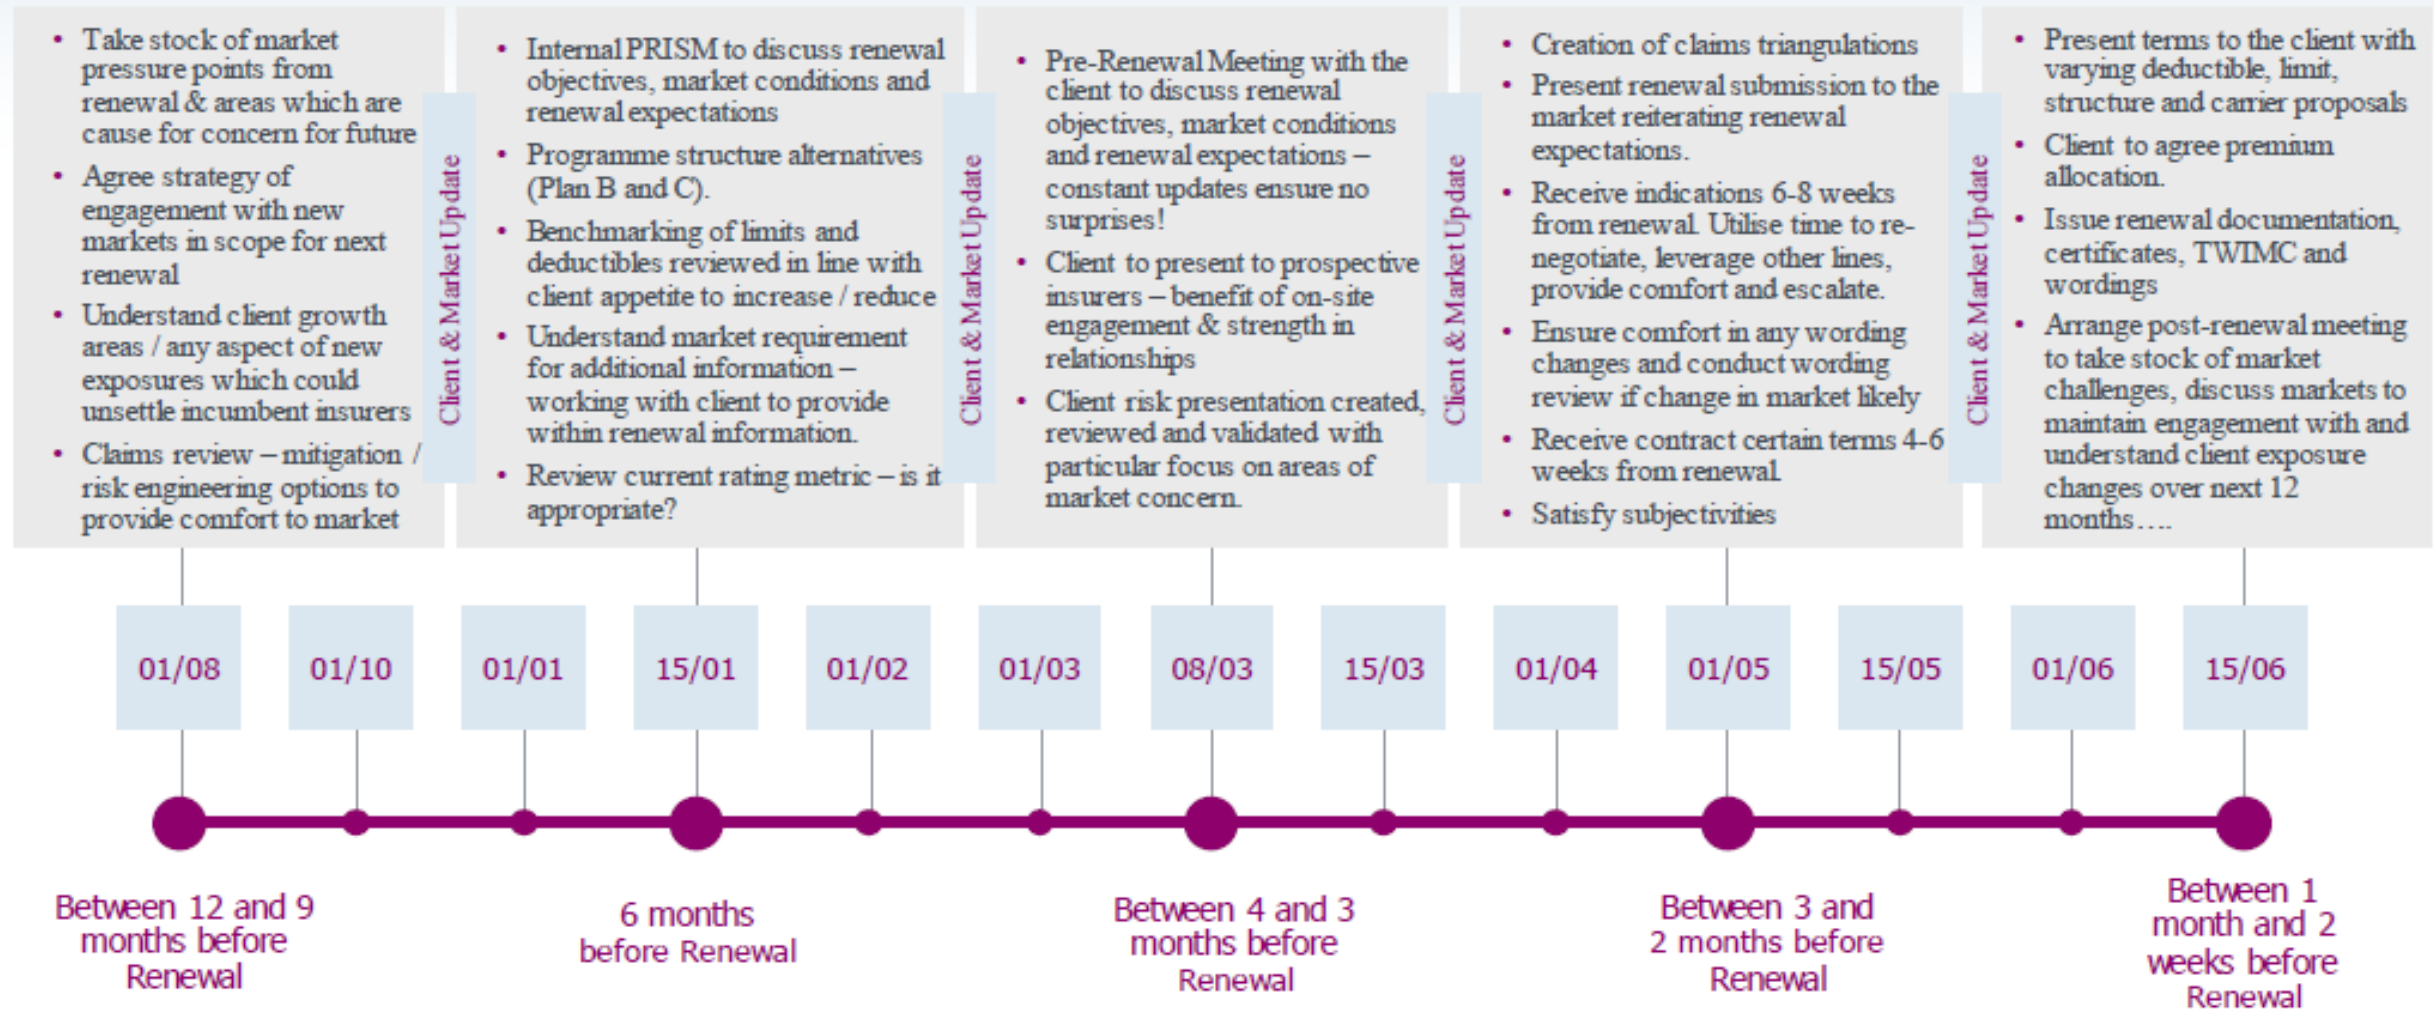 • Take stock of market
pressure points from
renewal & areas which are
cause for concern for future
• Agree strategy of
engagement with new
markets in scope for next
renewal
• Understand client growth
areas / any aspect of new
exposures which could
unsettle incumbent insurers
• Claims review – mitigation /
risk engineering options to
provide comfort to market
Client & Market Update
• Internal PRISM to discuss renewal
objectives, market conditions and
renewal expectations
• Programme structure alternatives
(Plan B and C).
• Benchmarking of limits and
deductibles reviewed in line with
client appetite to increase / reduce
• Understand market requirement
for additional information –
working with client to provide
within renewal information.
• Review current rating metric – is it
appropriate?
Client & Market Update
• Pre-Renewal Meeting with the
client to discuss renewal
objectives, market conditions
and renewal expectations –
constant updates ensure no
surprises!
• Client to present to prospective
insurers – benefit of on-site
engagement & strength in
relationships
• Client risk presentation created,
reviewed and validated with
particular focus on areas of
market concern.
Client & Market Update
• Creation of claims triangulations
• Present renewal submission to the
market reiterating renewal
expectations.
• Receive indications 6-8 weeks
from renewal. Utilise time to re-
negotiate, leverage other lines,
provide comfort and escalate.
• Ensure comfort in any wording
changes and conduct wording
review if change in market likely
• Receive contract certain terms 4-6
weeks from renewal.
• Satisfy subjectivities
Client & Market Update
• Present terms to the client with
varying deductible, limit,
structure and carrier proposals
• Client to agree premium
allocation.
• Issue renewal documentation,
certificates, TWIMC and
wordings
• Arrange post-renewal meeting
to take stock of market
challenges, discuss markets to
maintain engagement with and
understand client exposure
changes over next 12
months….
01/08
01/10
01/01
15/01
01/02
01/03
08/03
15/03
01/04
01/05
15/05
01/06
15/06
Between 12 and 9
months before
Renewal
6 months
before Renewal
Between 4 and 3
months before
Renewal
Between 3 and
2 months before
Renewal
Between 1
month and 2
weeks before
Renewal